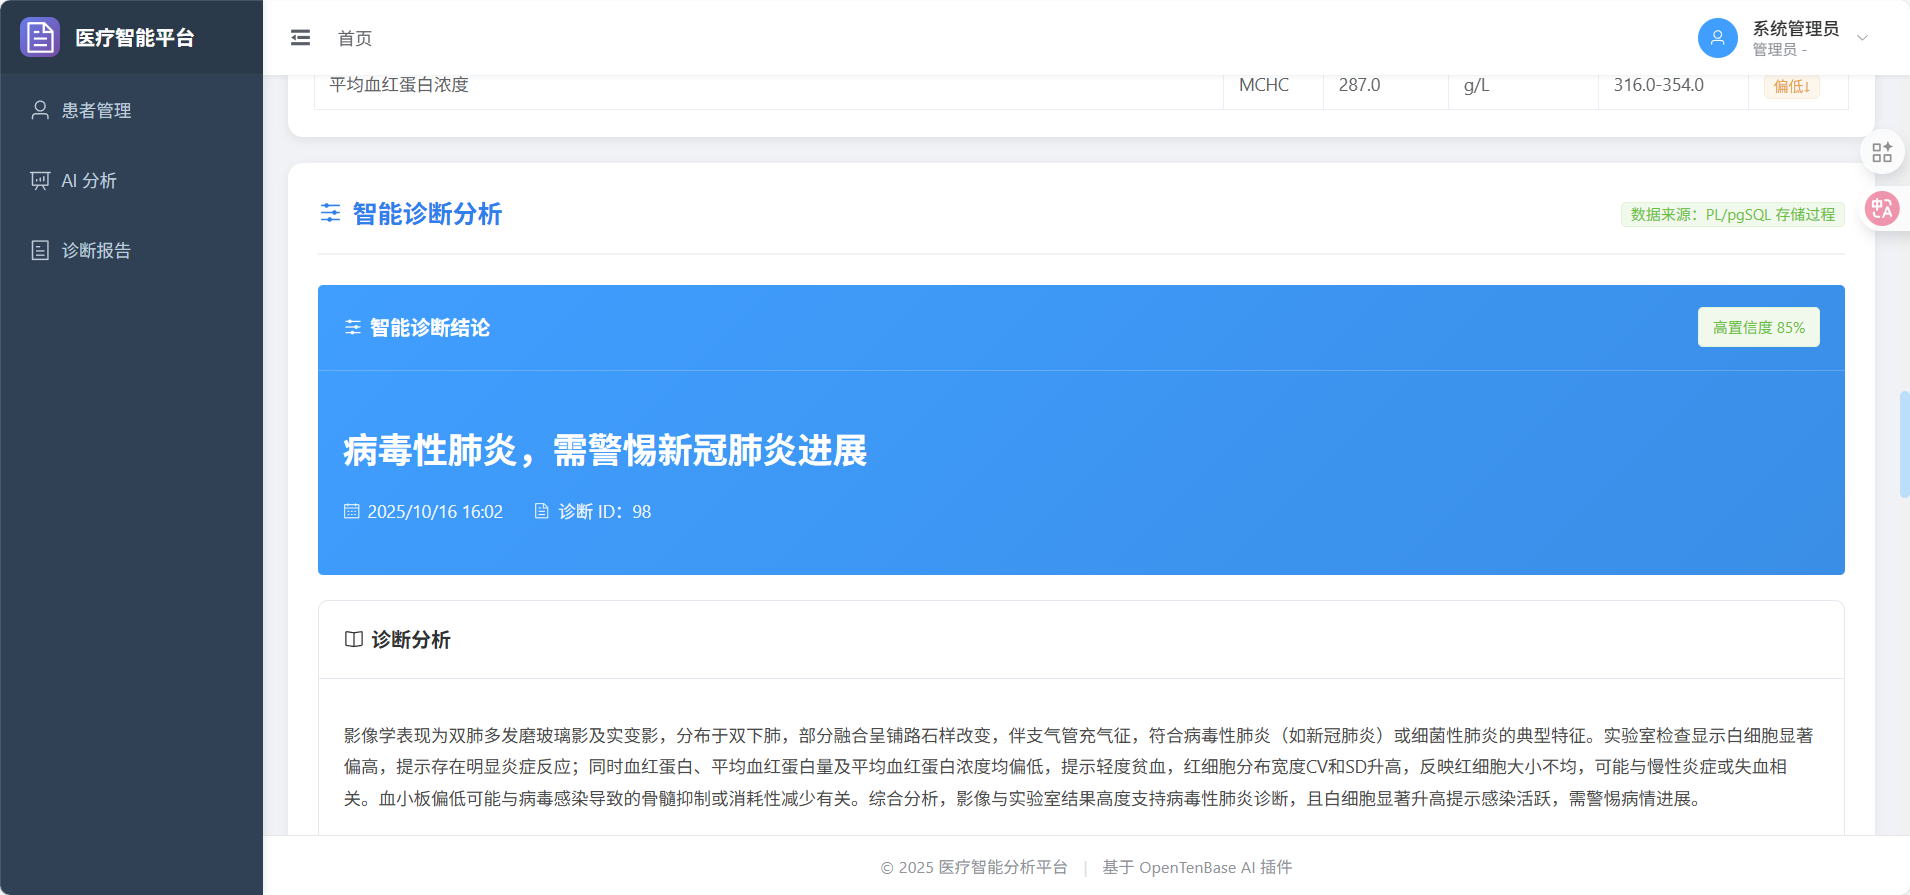 医疗智能平台
首页
系统管理员
管理员 -
患者管理
AI 分析
诊断报告
平均血红蛋白浓度 MCHC 287.0 g/L 316.0-354.0 偏低↓
智能诊断分析
数据来源：PL/pgSQL 存储过程
智能诊断结论
高置信度 85%
病毒性肺炎，需警惕新冠肺炎进展
2025/10/16 16:02 诊断 ID：98
诊断分析
影像学表现为双肺多发磨玻璃影及实变影，分布于双下肺，部分融合呈铺路石样改变，伴支气管充气征，符合病毒性肺炎（如新冠肺炎）或细菌性肺炎的典型特征。实验室检查显示白细胞显著
偏高，提示存在明显炎症反应；同时血红蛋白、平均血红蛋白量及平均血红蛋白浓度均偏低，提示轻度贫血，红细胞分布宽度CV和SD升高，反映红细胞大小不均，可能与慢性炎症或失血相
关。血小板偏低可能与病毒感染导致的骨髓抑制或消耗性减少有关。综合分析，影像与实验室结果高度支持病毒性肺炎诊断，且白细胞显著升高提示感染活跃，需警惕病情进展。
© 2025 医疗智能分析平台 | 基于 OpenTenBase AI 插件
中A